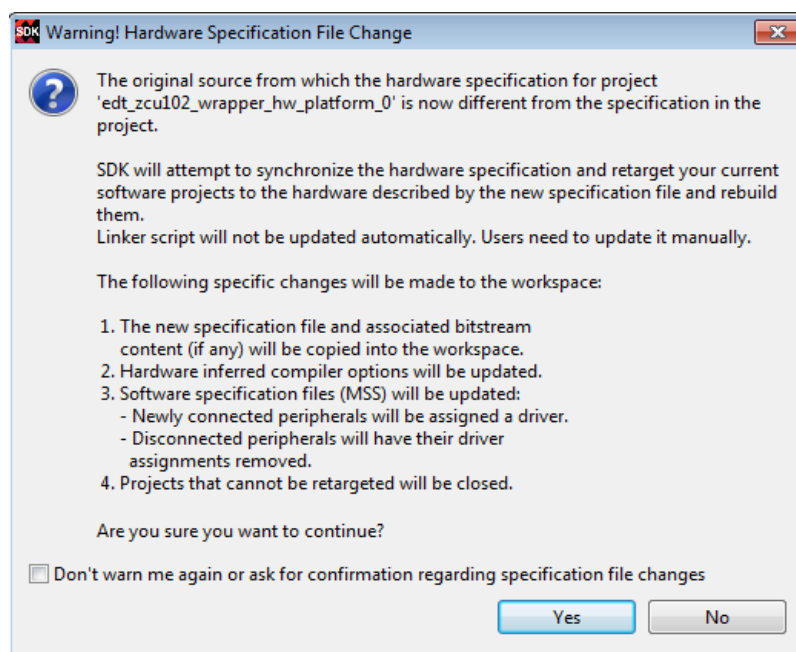 SDK Warning! Hardware Specification File Change
The original source from which the hardware specification for project
'edt_zcu102_wrapper_hw_platform_0' is now different from the specification in the
project.
SDK will attempt to synchronize the hardware specification and retarget your current
software projects to the hardware described by the new specification file and rebuild
them.
Linker script will not be updated automatically. Users need to update it manually.
The following specific changes will be made to the workspace:
1. The new specification file and associated bitstream
content (if any) will be copied into the workspace.
2. Hardware inferred compiler options will be updated.
3. Software specification files (MSS) will be updated:
- Newly connected peripherals will be assigned a driver.
- Disconnected peripherals will have their driver
assignments removed.
4. Projects that cannot be retargeted will be closed.
Are you sure you want to continue?
Don't warn me again or ask for confirmation regarding specification file changes
Yes No